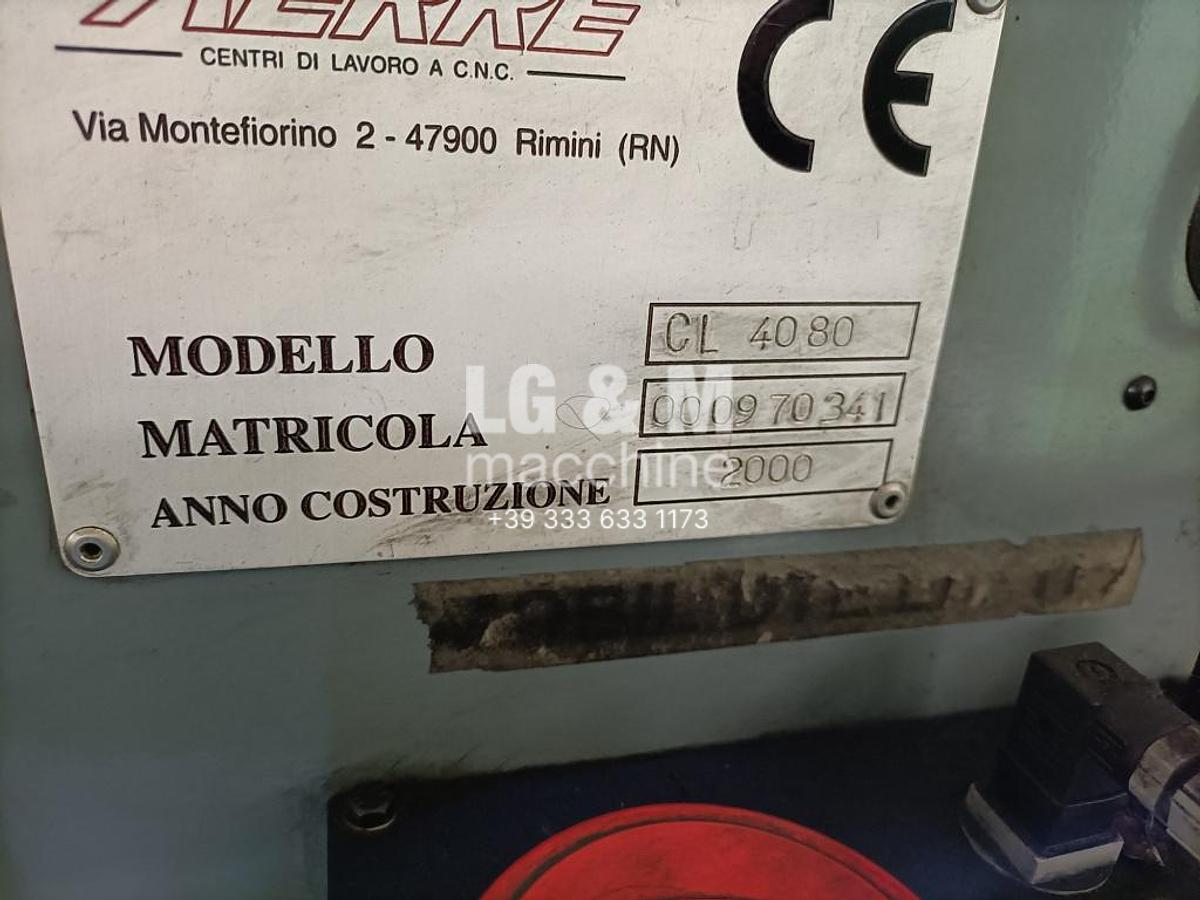 AERRE
CENTRI DI LAVORO A C.N.C.
CE
Via Montefiorino 2 - 47900 Rimini (RN)
MODELLO CL 4080
MATRICOLA 000970341
ANNO COSTRUZIONE 2000
LG & M
macchine
+39 333 633 1173